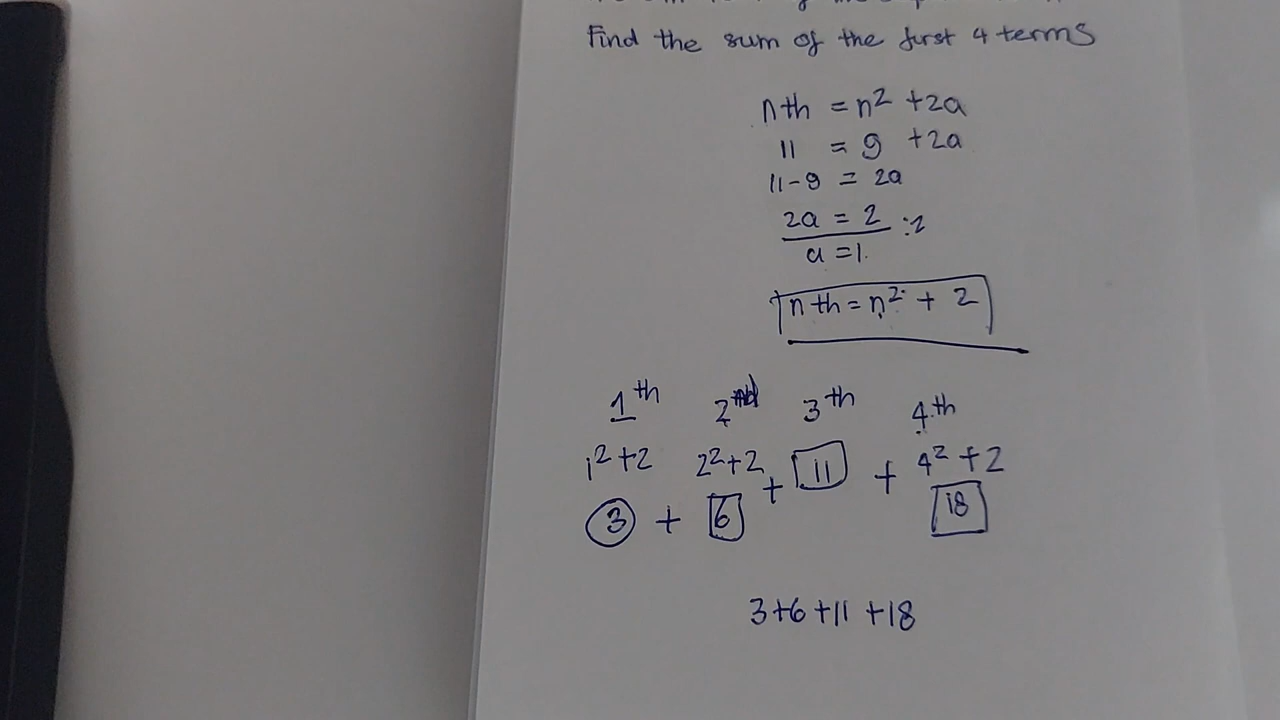 Find the sum of the first 4 terms
nth = n² + 2a
11 = 9 + 2a
11 - 9 = 2a
2a = 2 :2
a = 1.
nth = n² + 2
1th 2nd 3th 4th
1²+2 2²+2 + 11 + 4²+2
3 + 6 18
3+6+11+18